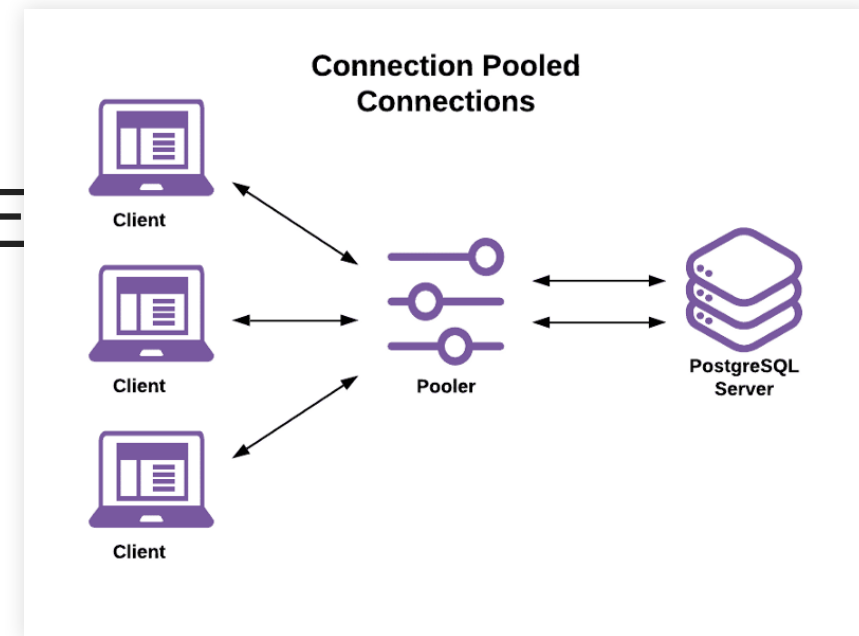 Connection Pooled
Connections
Client
Client
Pooler
PostgreSQL
Server
Client